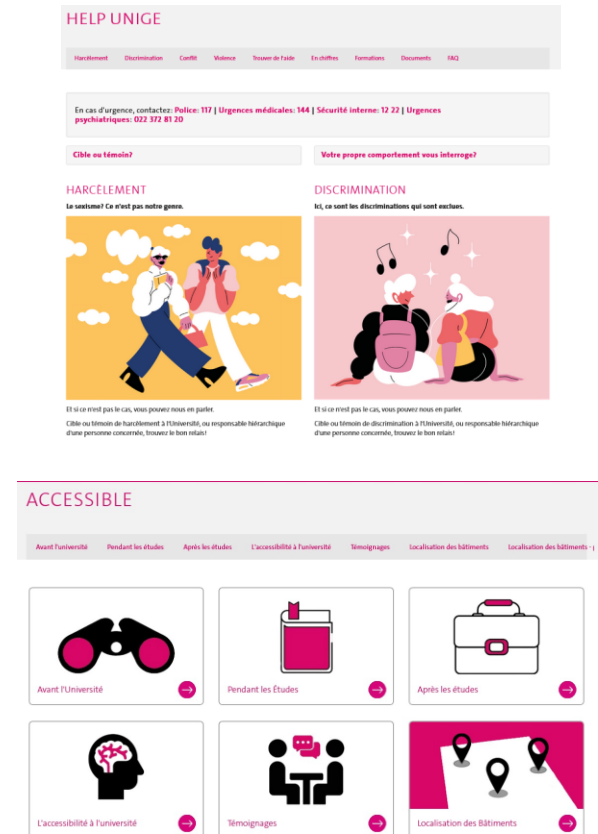 HELP UNIGE
Harcèlement Discrimination Conflit Violence Trouver de l'aide En chiffres Formations Documents FAQ
En cas d'urgence, contactez: Police: 117 | Urgences médicales: 144 | Sécurité interne: 12 22 | Urgences
psychiatriques: 022 372 81 20
Cible ou témoin?
Votre propre comportement vous interroge?
HARCÈLEMENT
Le sexisme? Ce n'est pas notre genre.
Et si ce n'est pas le cas, vous pouvez nous en parler.
Cible ou témoin de harcèlement à l'Université, ou responsable hiérarchique
d'une personne concernée, trouvez le bon relais!
DISCRIMINATION
Ici, ce sont les discriminations qui sont exclues.
Et si ce n'est pas le cas, vous pouvez nous en parler.
Cible ou témoin de discrimination à l'Université, ou responsable hiérarchique
d'une personne concernée, trouvez le bon relais!
ACCESSIBLE
Avant l'université Pendant les études Après les études L'accessibilité à l'université Témoignages Localisation des bâtiments Localisation des bâtiments -
Avant l'Université
Pendant les Études
Après les études
L'accessibilité à l'université
Témoignages
Localisation des Bâtiments